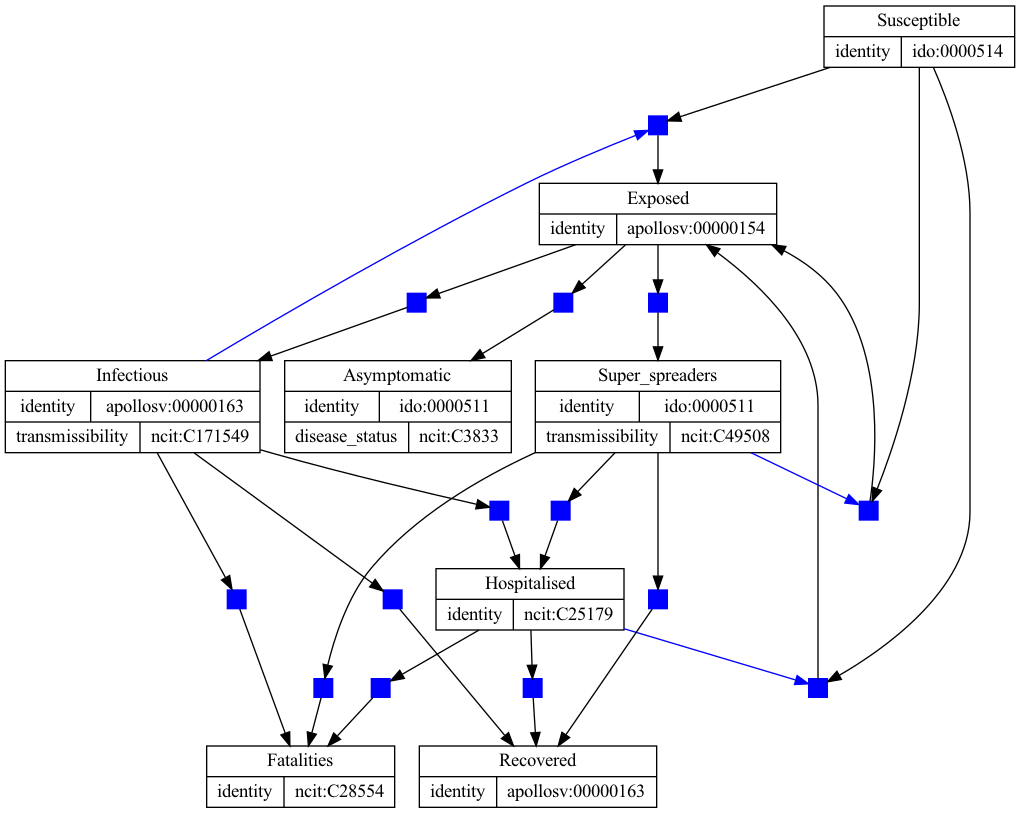 Susceptible
identity ido:0000514
Exposed
identity apollosv:00000154
Infectious
identity apollosv:00000163
transmissibility ncit:C171549
Asymptomatic
identity ido:0000511
disease_status ncit:C3833
Super_spreaders
identity ido:0000511
transmissibility ncit:C49508
Hospitalised
identity ncit:C25179
Fatalities
identity ncit:C28554
Recovered
identity apollosv:00000163